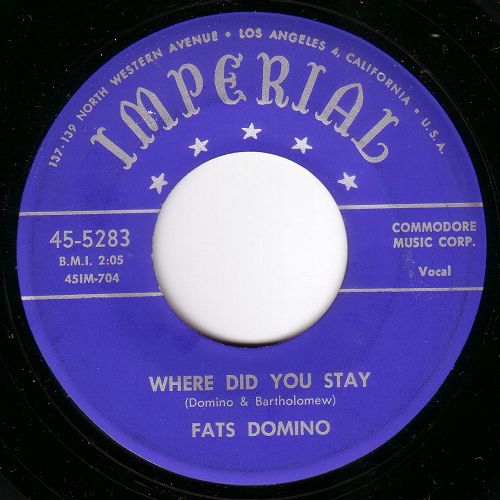 137-139 NORTH WESTERN AVENUE • LOS ANGELES 4, CALIFORNIA • U.S.A.
IMPERIAL
45-5283
B.M.I. 2:05
45IM-704
COMMODORE
MUSIC CORP.
Vocal
WHERE DID YOU STAY
(Domino & Bartholomew)
FATS DOMINO